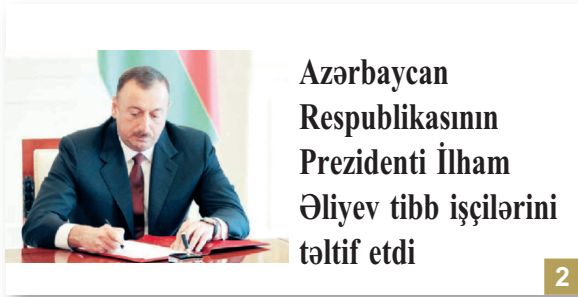 Azərbaycan
Respublikasının
Prezidenti İlham
Əliyev tibb işçilərini
təltif etdi
2